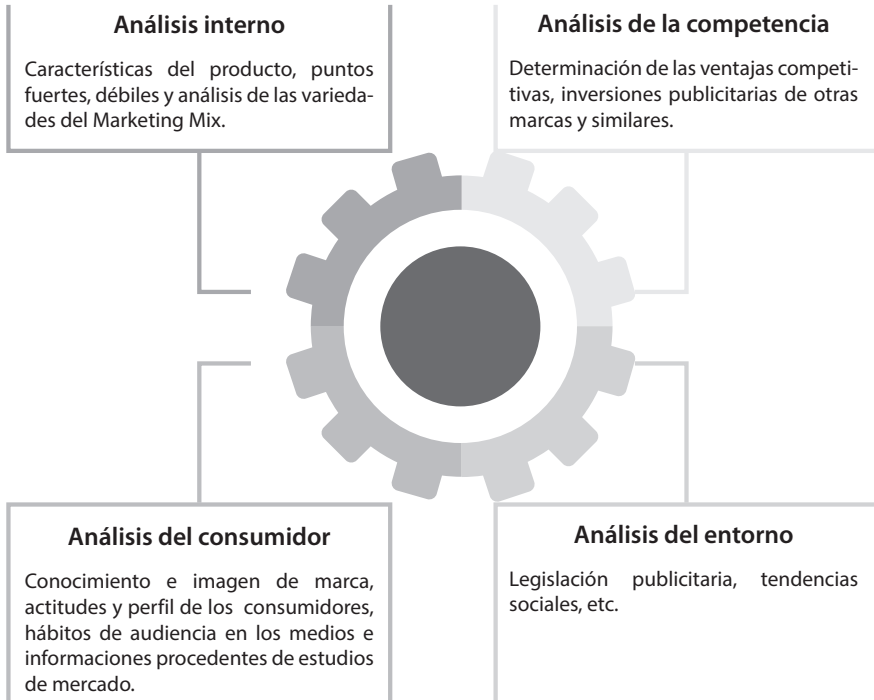 Análisis interno
Características del producto, puntos
fuertes, débiles y análisis de las varieda-
des del Marketing Mix.
Análisis de la competencia
Determinación de las ventajas competi-
tivas, inversiones publicitarias de otras
marcas y similares.
Análisis del consumidor
Conocimiento e imagen de marca,
actitudes y perfil de los consumidores,
hábitos de audiencia en los medios e
informaciones procedentes de estudios
de mercado.
Análisis del entorno
Legislación publicitaria, tendencias
sociales, etc.